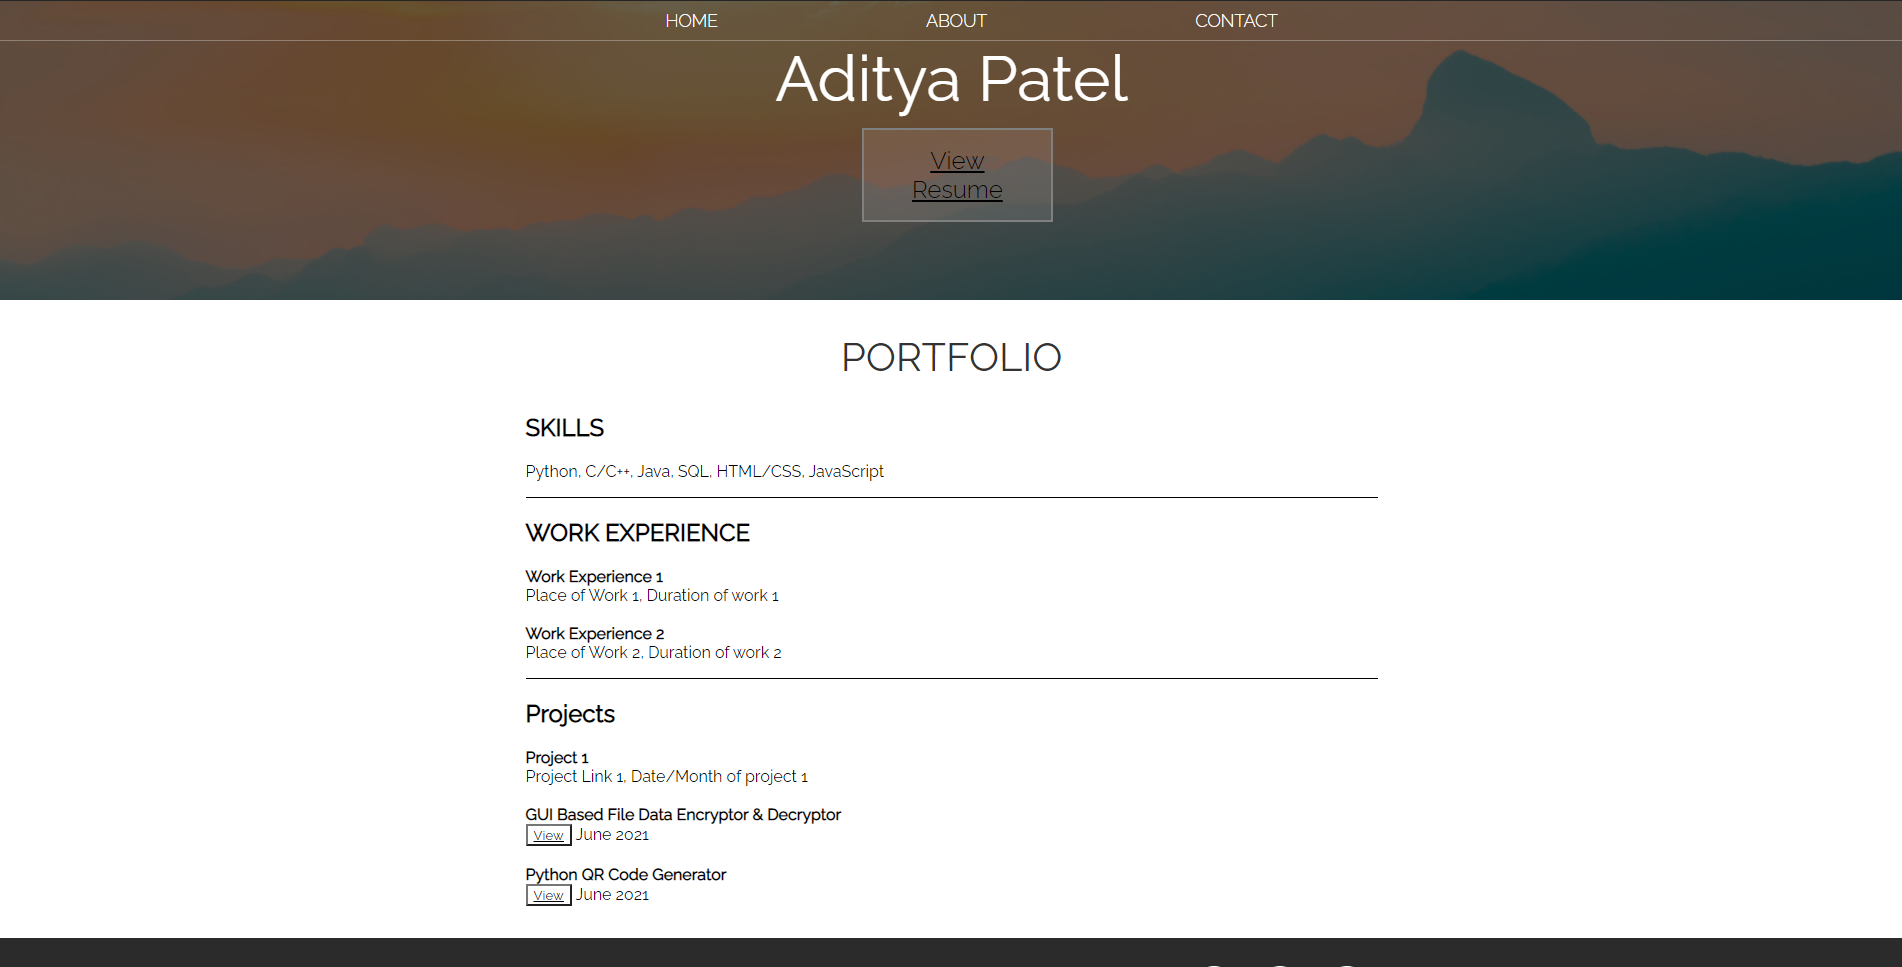 HOME ABOUT CONTACT
Aditya Patel
View
Resume
PORTFOLIO
SKILLS
Python, C/C++, Java, SQL, HTML/CSS, JavaScript
WORK EXPERIENCE
Work Experience 1
Place of Work 1, Duration of work 1
Work Experience 2
Place of Work 2, Duration of work 2
Projects
Project 1
Project Link 1, Date/Month of project 1
GUI Based File Data Encryptor & Decryptor
View June 2021
Python QR Code Generator
View June 2021